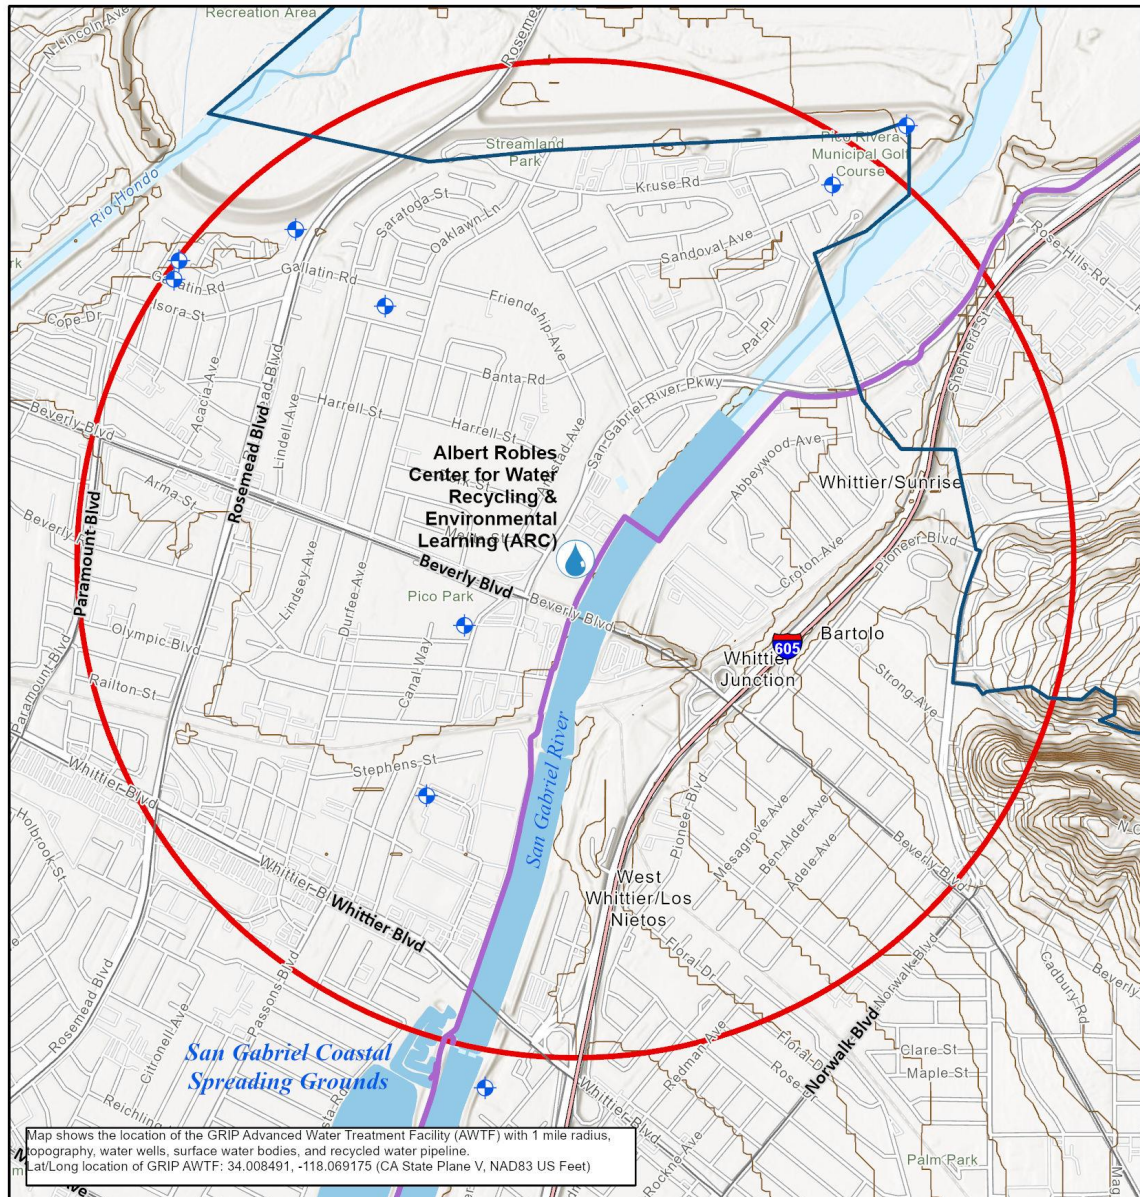 Recreation Area
N Lincoln Ave
Rosemead
Rio Hondo
Streamland
Park
Pico Rivera
Municipal Golf
Course
Kruse Rd
Saratoga St
Oaklawn Ln
Sandoval Ave
Rose Hills Rd
Gallatin Rd
Gallatin Rd
Isora St
Cope Dr
Friendship Ave
Par Pl
Shepherd St
Acacia Ave
Banta Rd
San Gabriel River Pkwy
Beverly Blvd
Harrell St
Lindell Ave
Harrell St
Rosemead Blvd
Abbeywood Ave
Albert Robles
Center for Water
Recycling &
Environmental
Learning (ARC)
Whittier/Sunrise
Arma St
Paramount Blvd
Pioneer Blvd
Croton Ave
Lindsey Ave
Durfee Ave
Beverly Blvd
Pico Park
Beverly Blvd
Olympic Blvd
Bartolo
605
Whittier
Junction
Canal Way
Paramount Blvd
Railton St
Strong Ave
San Gabriel River
Stephens St
Whittier Blvd
Holbrook St
Pioneer Blvd
Mesagrove Ave
Ben Alder Ave
Adele Ave
Beverly Blvd
West
Whittier/Los
Nietos
Whittier Blvd
Floral Dr
Norwalk Blvd
Cadbury Rd
Beverly
Rosemead Blvd
Passons Blvd
Citronell Ave
San Gabriel Coastal
Spreading Grounds
Redman Ave
Floral Dr
Rose
Norwalk Blvd
Clare St
Maple St
Whittier Blvd
Rockne Ave
Palm Park
Mag
Map shows the location of the GRIP Advanced Water Treatment Facility (AWTF) with 1 mile radius,
topography, water wells, surface water bodies, and recycled water pipeline.
Lat/Long location of GRIP AWTF: 34.008491, -118.069175 (CA State Plane V, NAD83 US Feet)